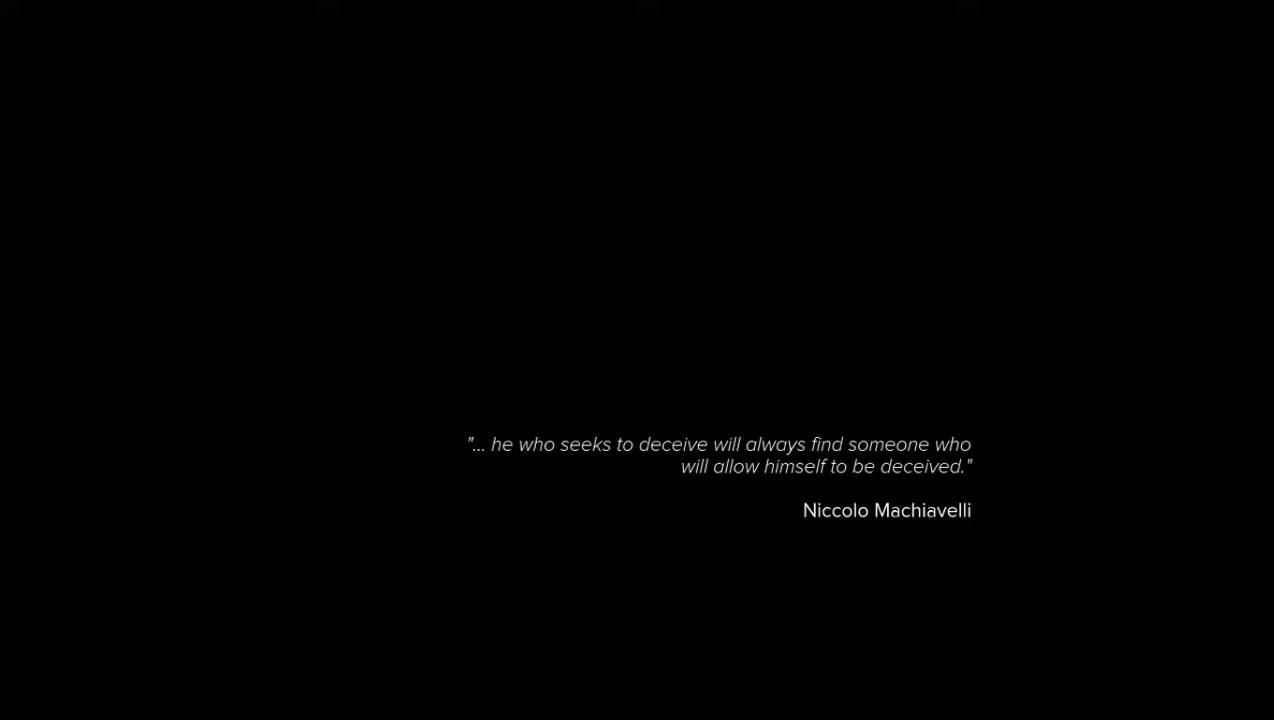 "... he who seeks to deceive will always find someone who
will allow himself to be deceived."
Niccolo Machiavelli